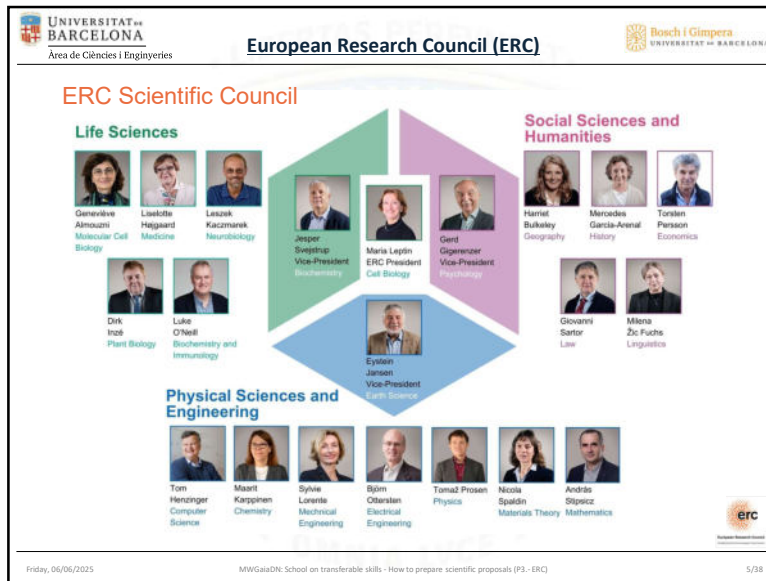 UNIVERSITAT DE
BARCELONA
Àrea de Ciències i Enginyeries
European Research Council (ERC)
Bosch i Gimpera
UNIVERSITAT DE BARCELONA
ERC Scientific Council
Life Sciences
Geneviève
Almouzni
Molecular Cell
Biology
Liselotte
Højgaard
Medicine
Leszek
Kaczmarek
Neurobiology
Dirk
Inzé
Plant Biology
Luke
O'Neill
Biochemistry and
Immunology
Jesper
Svejstrup
Vice-President
Biochemistry
Maria Leptin
ERC President
Cell Biology
Gerd
Gigerenzer
Vice-President
Psychology
Eystein
Jansen
Vice-President
Earth Science
Social Sciences and
Humanities
Harriet
Bulkeley
Geography
Mercedes
García-Arenal
History
Torsten
Persson
Economics
Giovanni
Sartor
Law
Milena
Žic Fuchs
Linguistics
Physical Sciences and
Engineering
Tom
Henzinger
Computer
Science
Maarit
Karppinen
Chemistry
Sylvie
Lorente
Mechnical
Engineering
Björn
Ottersten
Electrical
Engineering
Toma2 Prosen
Physics
Nicola
Spaldin
Materials Theory
András
Stipsicz
Mathematics
erc
European Research Council
Friday, 06/06/2025
MWGaiaDN: School on transferable skills - How to prepare scientific proposals (P3.- ERC)
5/38